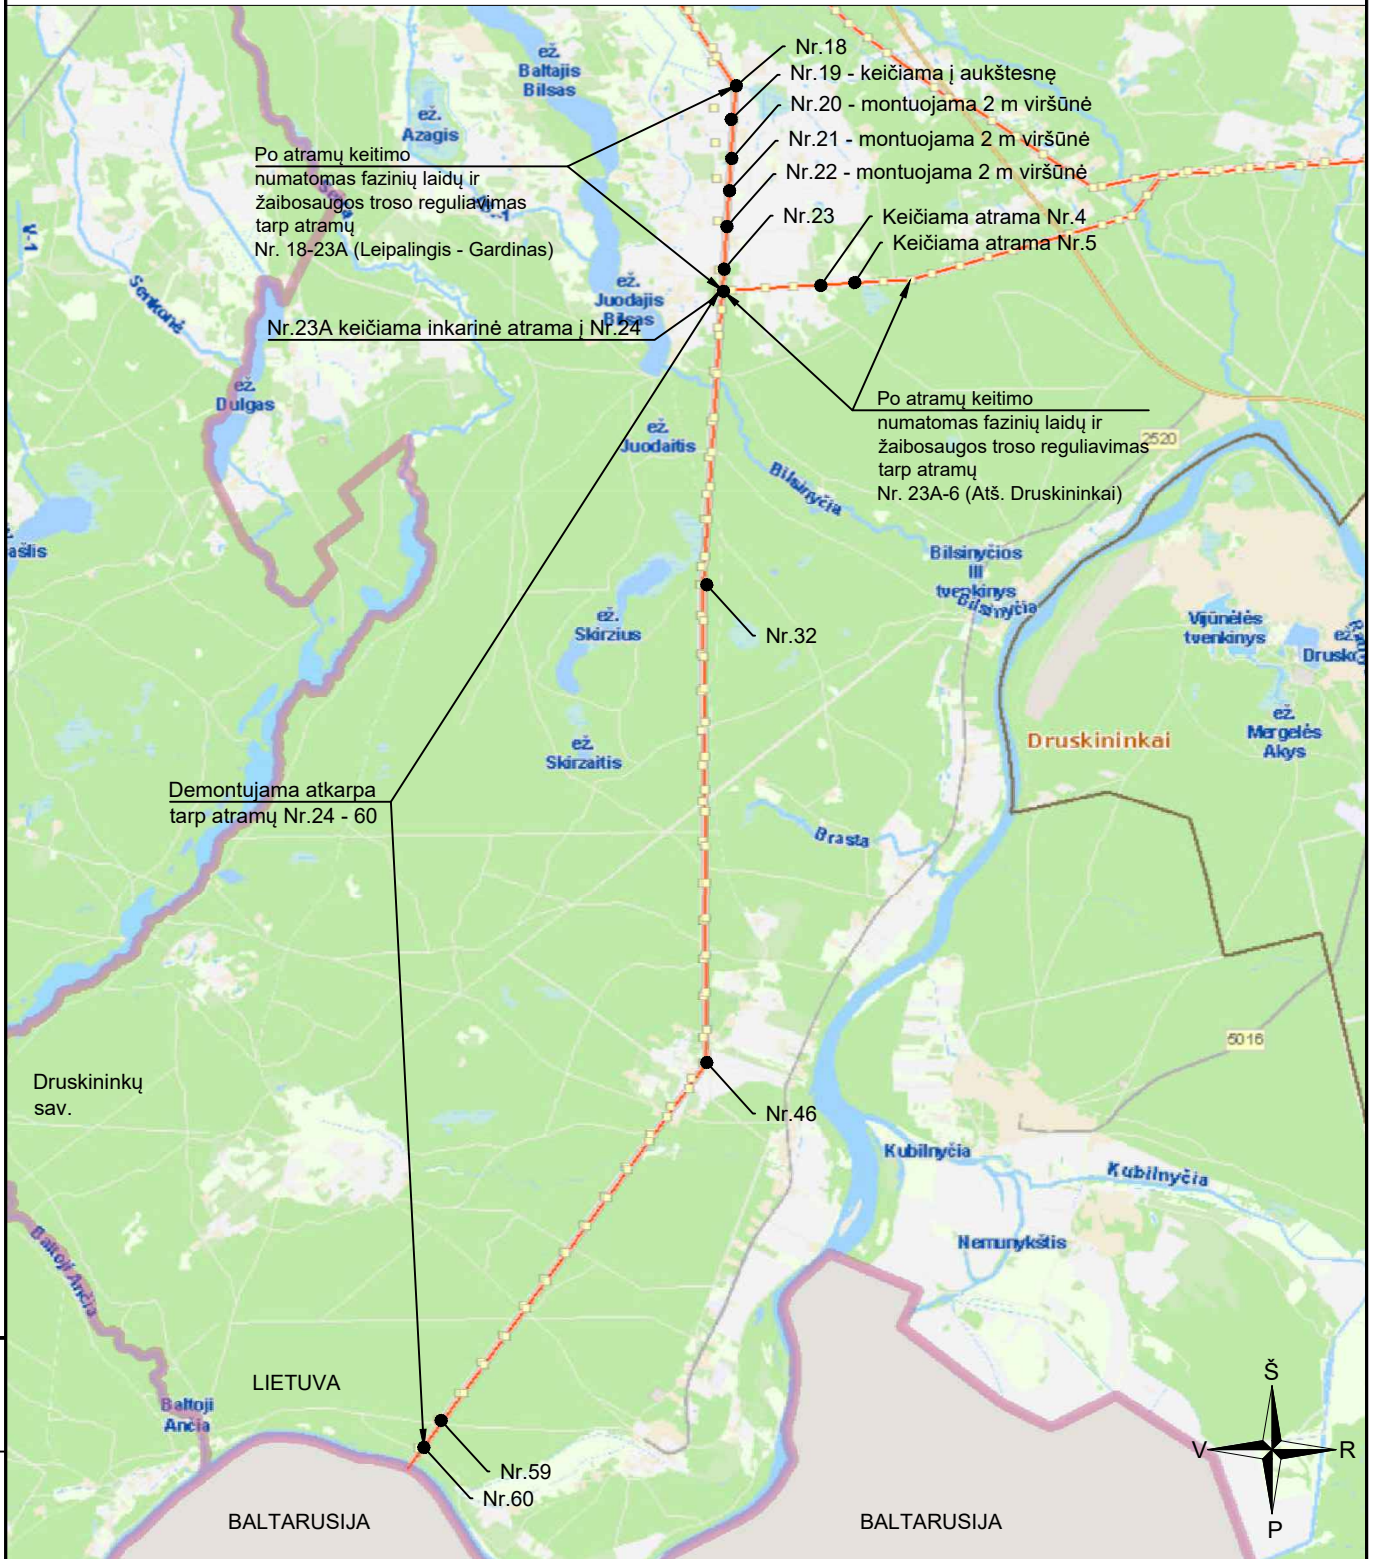 Nr.18
Nr.19 - keičiama į aukštesnę
Nr.20 - montuojama 2 m viršūnė
Nr.21 - montuojama 2 m viršūnė
Nr.22 - montuojama 2 m viršūnė
Nr.23
Keičiama atrama Nr.4
Keičiama atrama Nr.5
ež.
Baltajis
Bilsas
ež.
Azagis
Po atramų keitimo
numatomas fazinių laidų ir
žaibosaugos troso reguliavimas
tarp atramų
Nr. 18-23A (Leipalingis - Gardinas)
V-1
Senkonė
ež.
Juodajis
Bilsas
Nr.23A keičiama inkarinė atrama į Nr.24
ež.
Dulgas
ež.
Juodaitis
Po atramų keitimo
numatomas fazinių laidų ir
žaibosaugos troso reguliavimas
tarp atramų
Nr. 23A-6 (Atš. Druskininkai)
2520
Bilsinyčia
ašlis
Bilsinyčios
III
tvenkinys
Bilsinyčia
ež.
Skirzius
Nr.32
Vijūnėlės
tvenkinys
ež.
Drusko
ež.
Mergelės
Akys
Druskininkai
ež.
Skirzaitis
Demontujama atkarpa
tarp atramų Nr.24 - 60
Brasta
5016
Druskininkų
sav.
Nr.46
Kubilnyčia
Kubilnyčia
Nemunykštis
Baltoji Ančia
LIETUVA
Baltoji
Ančia
Nr.59
Nr.60
BALTARUSIJA
BALTARUSIJA
Š
V
R
P